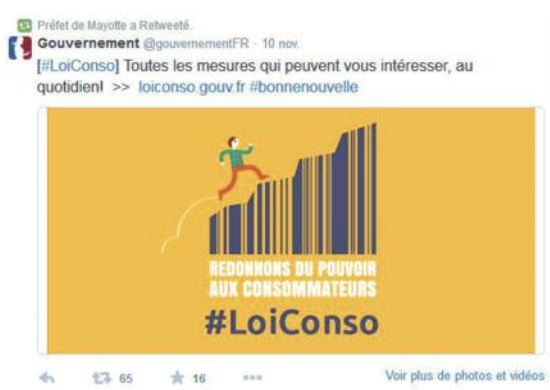 Préfet de Mayotte a Retweeté.
Gouvernement @gouvernementFR · 10 nov.
[#LoiConso] Toutes les mesures qui peuvent vous intéresser, au
quotidien! >> loiconso.gouv.fr #bonnenouvelle
REDONNONS DU POUVOIR
AUX CONSOMMATEURS
#LoiConso
65 16 Voir plus de photos et vidéos